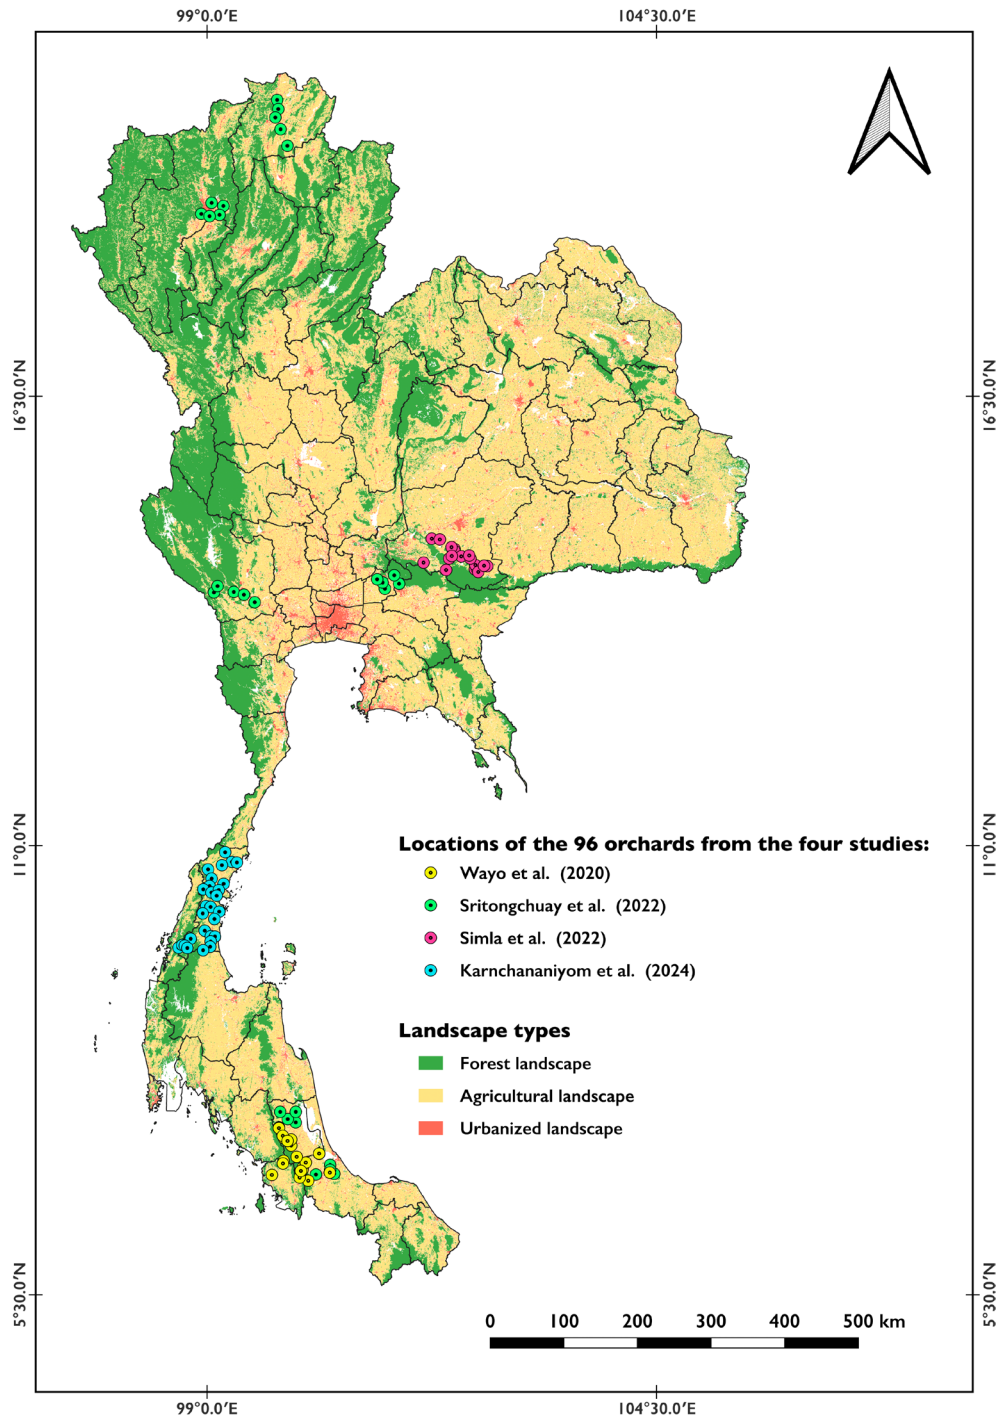 99°0.0′E 104°30.0′E
16°30.0′N 16°30.0′N
11°0.0′N 11°0.0′N
Locations of the 96 orchards from the four studies:
Wayo et al. (2020)
Sritongchuay et al. (2022)
Simla et al. (2022)
Karnchananiyom et al. (2024)
Landscape types
Forest landscape
Agricultural landscape
Urbanized landscape
5°30.0′N 5°30.0′N
0 100 200 300 400 500 km
99°0.0′E 104°30.0′E